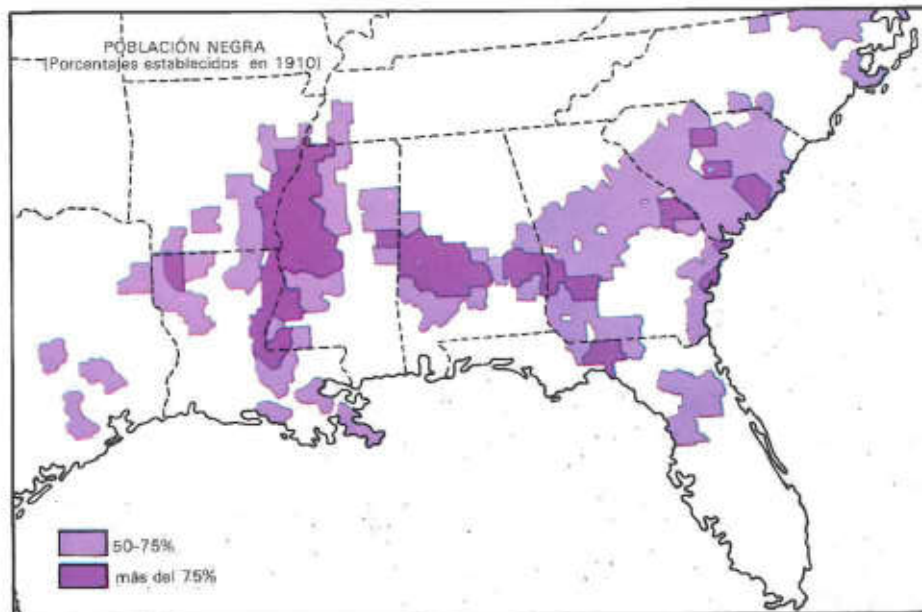 POBLACIÓN NEGRA
(Porcentajes establecidos en 1910)
50-75%
más del 75%